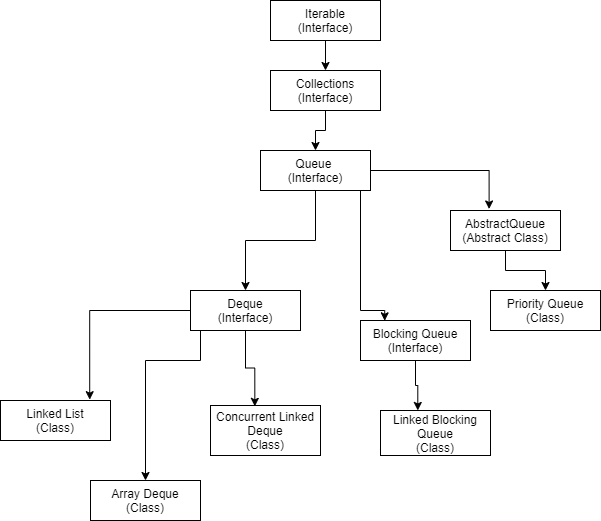 Iterable
(Interface)
Collections
(Interface)
Queue
(Interface)
AbstractQueue
(Abstract Class)
Deque
(Interface)
Priority Queue
(Class)
Blocking Queue
(Interface)
Linked List
(Class)
Concurrent Linked
Deque
(Class)
Linked Blocking
Queue
(Class)
Array Deque
(Class)